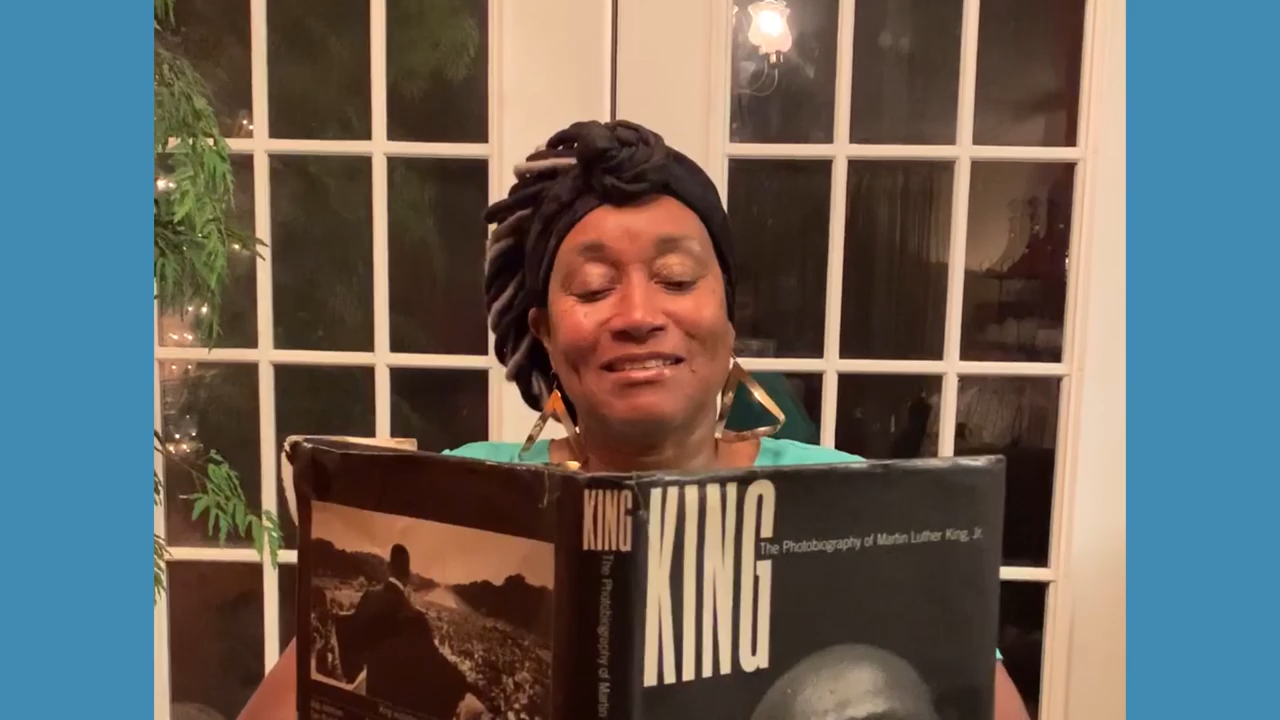 KING
The Photobiography of Martin
KING
The Photobiography of Martin Luther King, Jr.